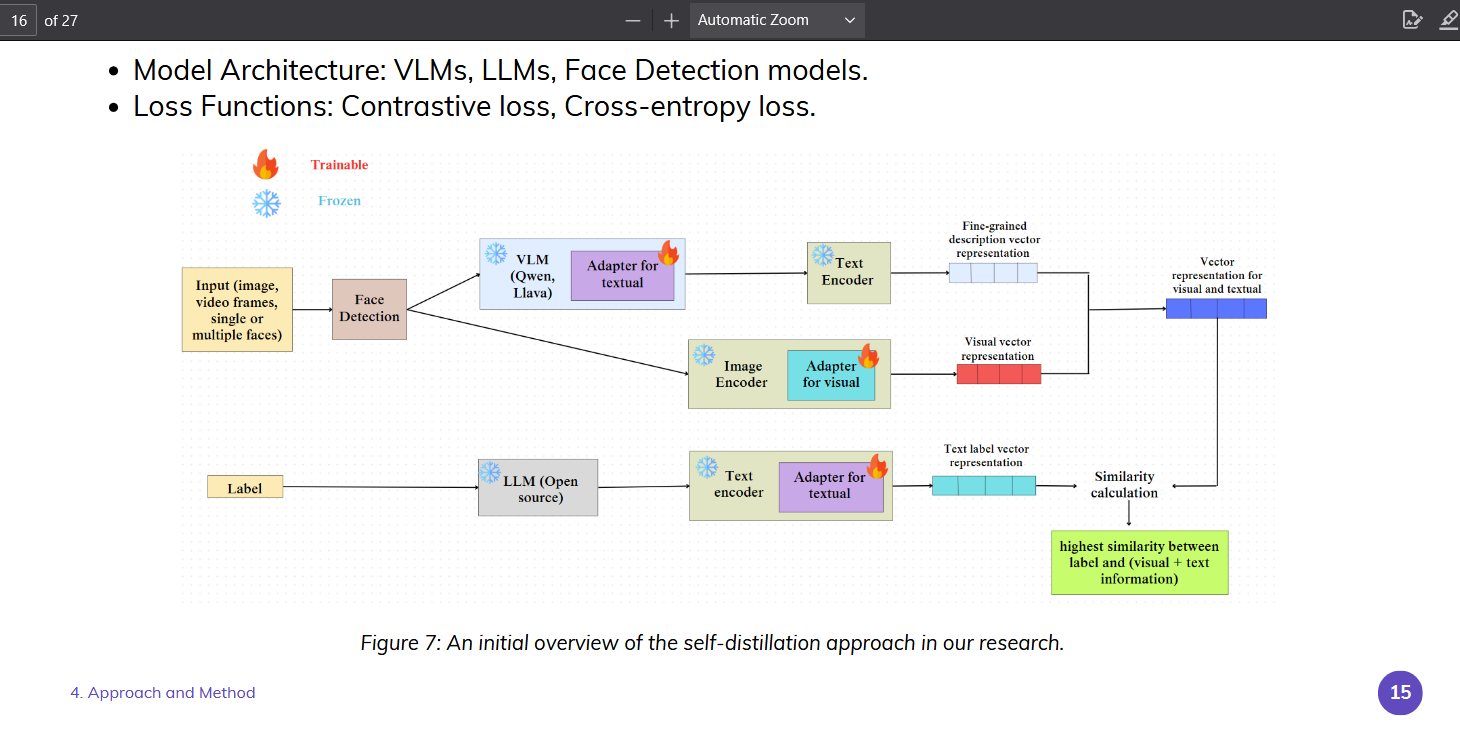 16 of 27
Automatic Zoom
• Model Architecture: VLMs, LLMs, Face Detection models.
• Loss Functions: Contrastive loss, Cross-entropy loss.
Trainable
Frozen
Input (image,
video frames,
single or
multiple faces)
Face
Detection
VLM
(Qwen,
Llava)
Adapter for
textual
Text
Encoder
Fine-grained
description vector
representation
Vector
representation for
visual and textual
Image
Encoder
Adapter
for visual
Visual vector
representation
Label
LLM (Open
source)
Text
encoder
Adapter for
textual
Text label vector
representation
Similarity
calculation
highest similarity between
label and (visual + text
information)
Figure 7: An initial overview of the self-distillation approach in our research.
4. Approach and Method
15